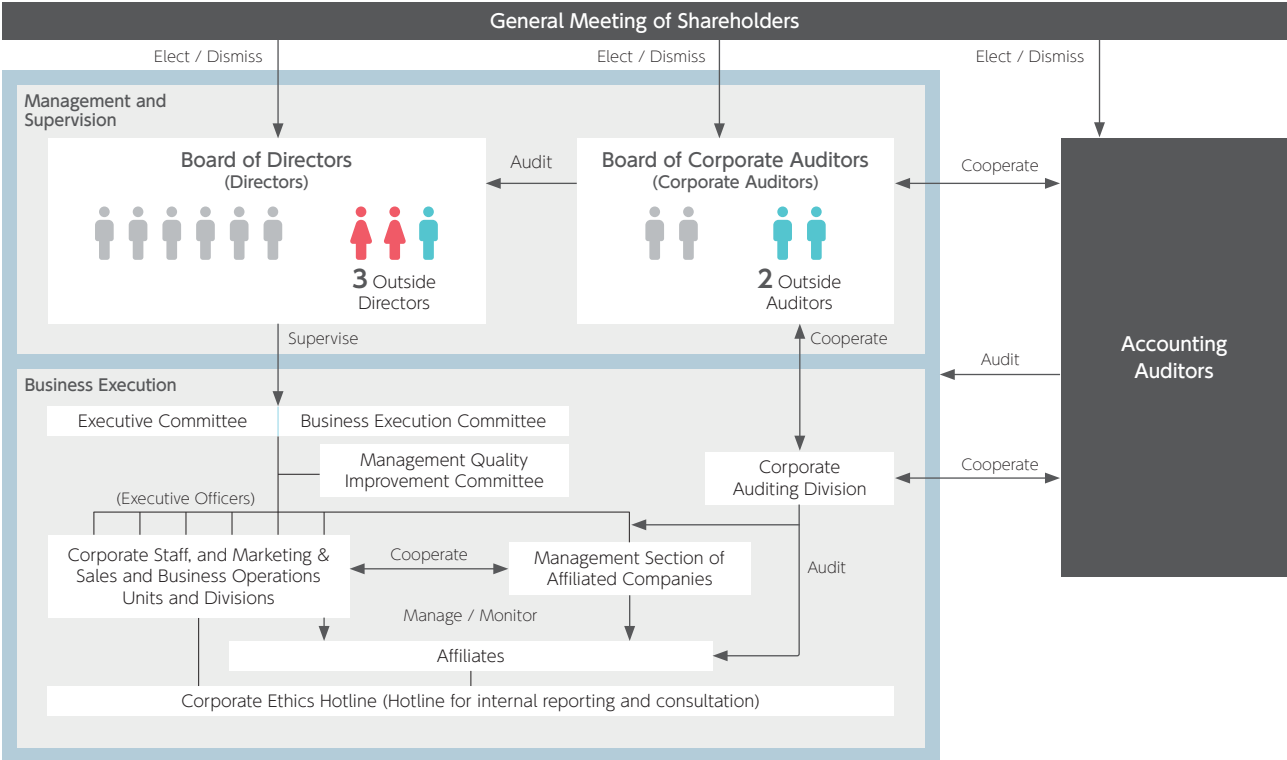 General Meeting of Shareholders
Elect / Dismiss
Elect / Dismiss
Elect / Dismiss
Management and
Supervision
Board of Directors
(Directors)
3 Outside
Directors
Audit
Board of Corporate Auditors
(Corporate Auditors)
2 Outside
Auditors
Cooperate
Accounting
Auditors
Supervise
Cooperate
Audit
Business Execution
Executive Committee
Business Execution Committee
Management Quality
Improvement Committee
Corporate
Auditing Division
Cooperate
(Executive Officers)
Corporate Staff, and Marketing &
Sales and Business Operations
Units and Divisions
Cooperate
Management Section of
Affiliated Companies
Audit
Manage / Monitor
Affiliates
Corporate Ethics Hotline (Hotline for internal reporting and consultation)